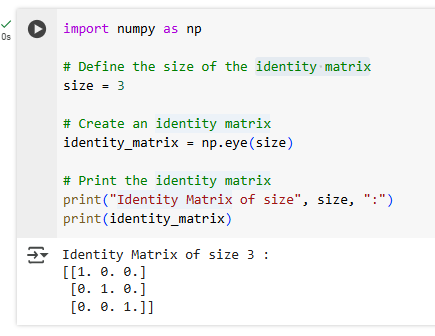 import numpy as np
# Define the size of the identity matrix
size = 3
# Create an identity matrix
identity_matrix = np.eye(size)
# Print the identity matrix
print("Identity Matrix of size", size, ":")
print(identity_matrix)
0s
Identity Matrix of size 3 :
[[1. 0. 0.]
 [0. 1. 0.]
 [0. 0. 1.]]